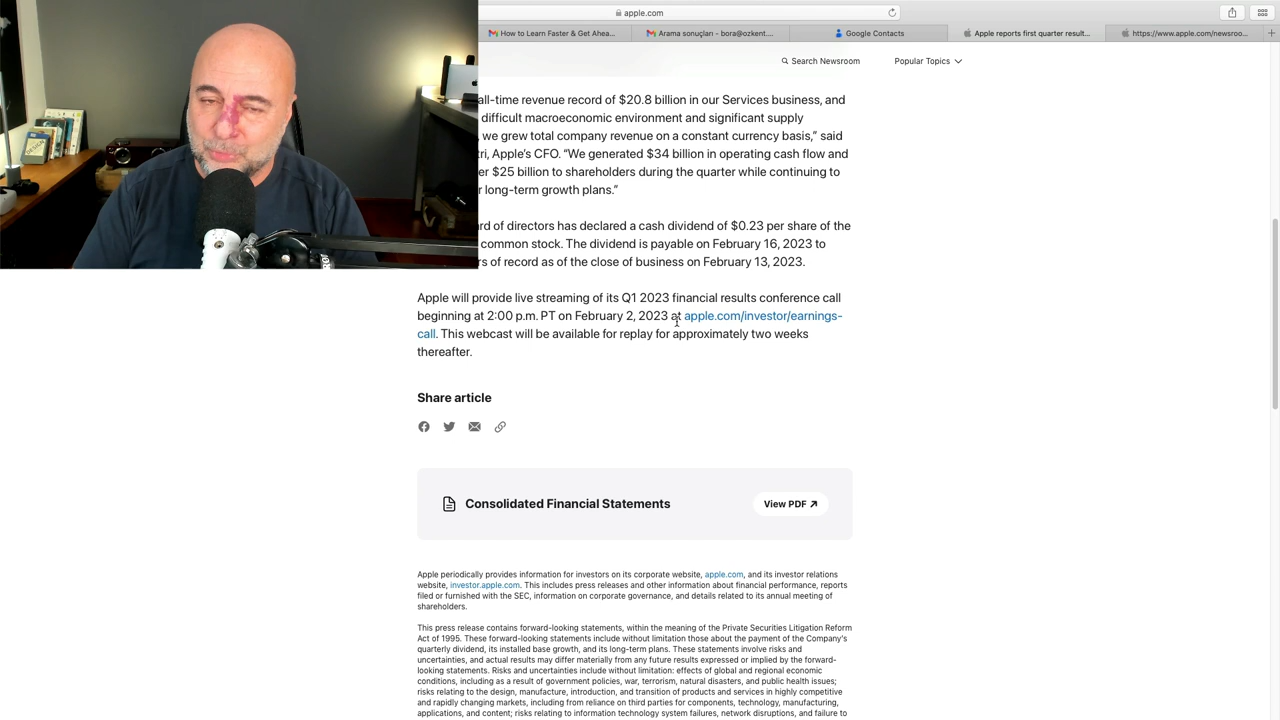 apple.com
How to Learn Faster & Get Ahea...
Arama sonuçları - bora@ozkent....
Google Contacts
Apple reports first quarter result...
https://www.apple.com/newsroo...
Search Newsroom
Popular Topics
all-time revenue record of $20.8 billion in our Services business, and
difficult macroeconomic environment and significant supply
, we grew total company revenue on a constant currency basis,” said
tri, Apple’s CFO. “We generated $34 billion in operating cash flow and
er $25 billion to shareholders during the quarter while continuing to
r long-term growth plans.”
rd of directors has declared a cash dividend of $0.23 per share of the
common stock. The dividend is payable on February 16, 2023 to
rs of record as of the close of business on February 13, 2023.
Apple will provide live streaming of its Q1 2023 financial results conference call
beginning at 2:00 p.m. PT on February 2, 2023 at apple.com/investor/earnings-
call. This webcast will be available for replay for approximately two weeks
thereafter.
Share article
Consolidated Financial Statements
View PDF
Apple periodically provides information for investors on its corporate website, apple.com, and its investor relations
website, investor.apple.com. This includes press releases and other information about financial performance, reports
filed or furnished with the SEC, information on corporate governance, and details related to its annual meeting of
shareholders.
This press release contains forward-looking statements, within the meaning of the Private Securities Litigation Reform
Act of 1995. These forward-looking statements include without limitation those about the payment of the Company’s
quarterly dividend, its installed base growth, and its long-term plans. These statements involve risks and
uncertainties, and actual results may differ materially from any future results expressed or implied by the forward-
looking statements. Risks and uncertainties include without limitation: effects of global and regional economic
conditions, including as a result of government policies, war, terrorism, natural disasters, and public health issues;
risks relating to the design, manufacture, introduction, and transition of products and services in highly competitive
and rapidly changing markets, including from reliance on third parties for components, technology, manufacturing,
applications, and content; risks relating to information technology system failures, network disruptions, and failure to